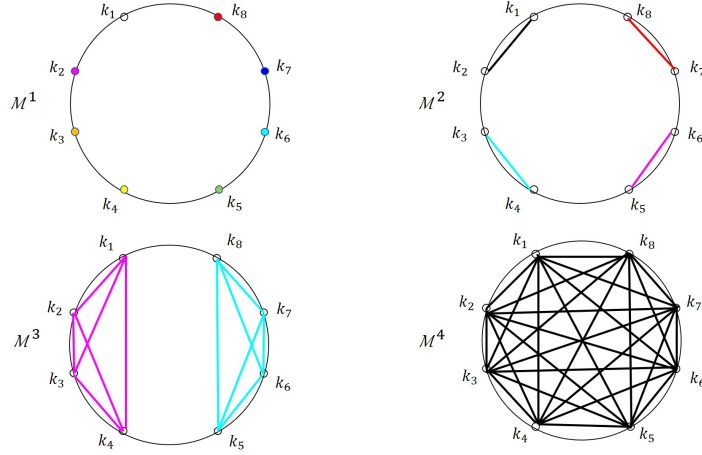 k₁ k₈
k₂ k₇
M¹
k₃ k₆
k₄ k₅
k₁ k₈
k₂ k₇
M²
k₃ k₆
k₄ k₅
k₁ k₈
k₂ k₇
M³
k₃ k₆
k₄ k₅
k₁ k₈
k₂ k₇
M⁴
k₃ k₆
k₄ k₅